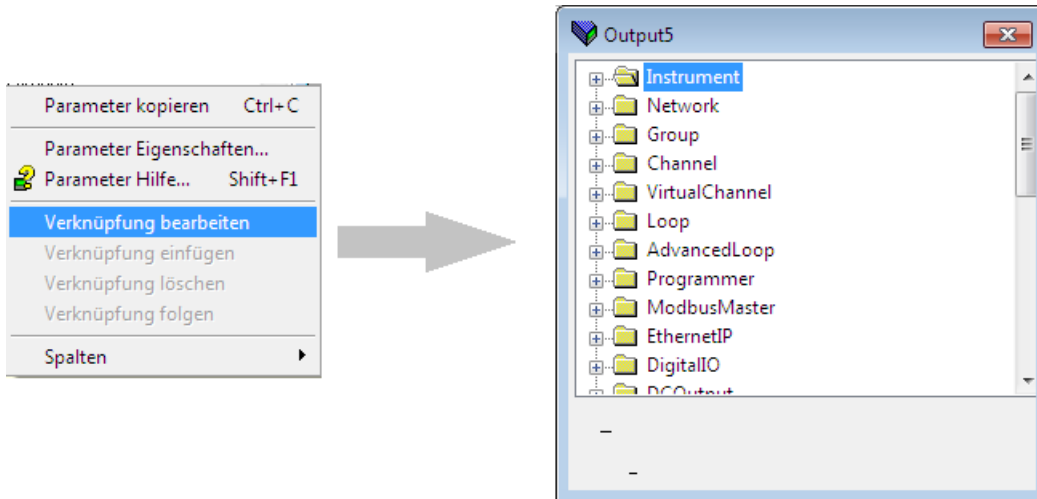 Parameter kopieren Ctrl+C
Parameter Eigenschaften...
Parameter Hilfe... Shift+F1
Verknüpfung bearbeiten
Verknüpfung einfügen
Verknüpfung löschen
Verknüpfung folgen
Spalten
Output5
Instrument
Network
Group
Channel
VirtualChannel
Loop
AdvancedLoop
Programmer
ModbusMaster
EthernetIP
DigitalIO
DCOutput